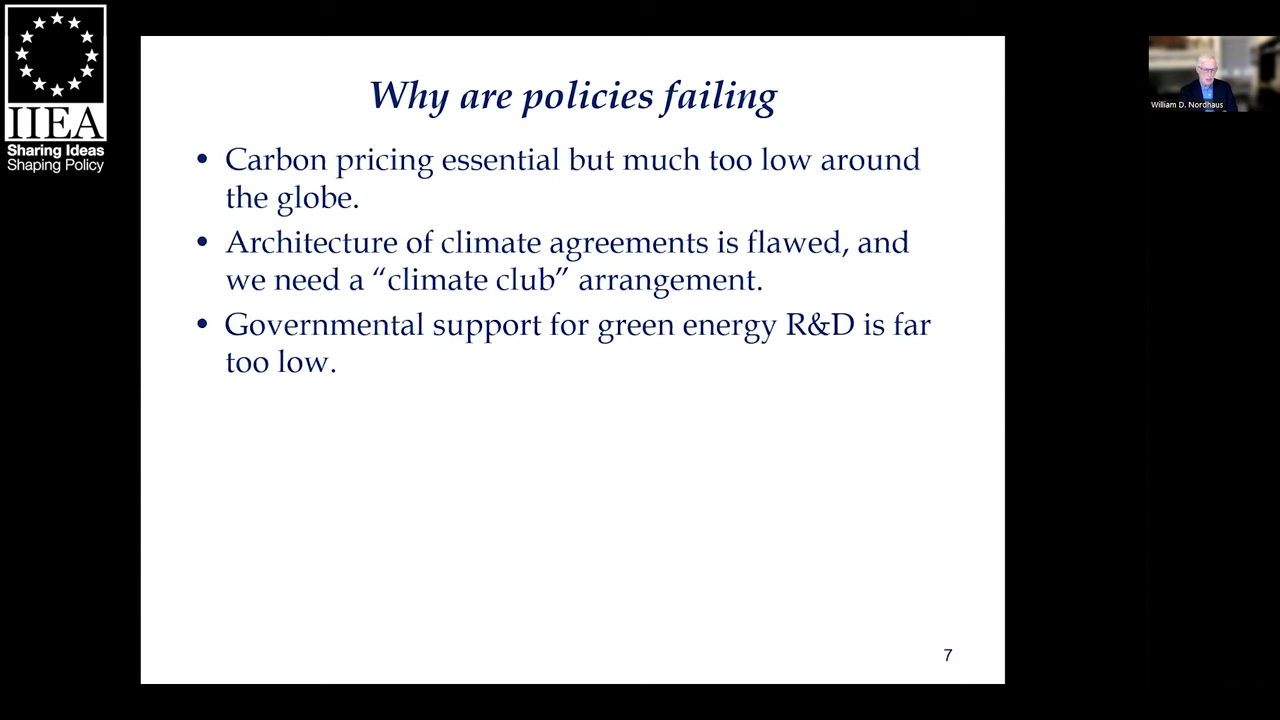 IIEA
Sharing Ideas
Shaping Policy
Why are policies failing
• Carbon pricing essential but much too low around
the globe.
• Architecture of climate agreements is flawed, and
we need a “climate club” arrangement.
• Governmental support for green energy R&D is far
too low.
7
William D. Nordhaus